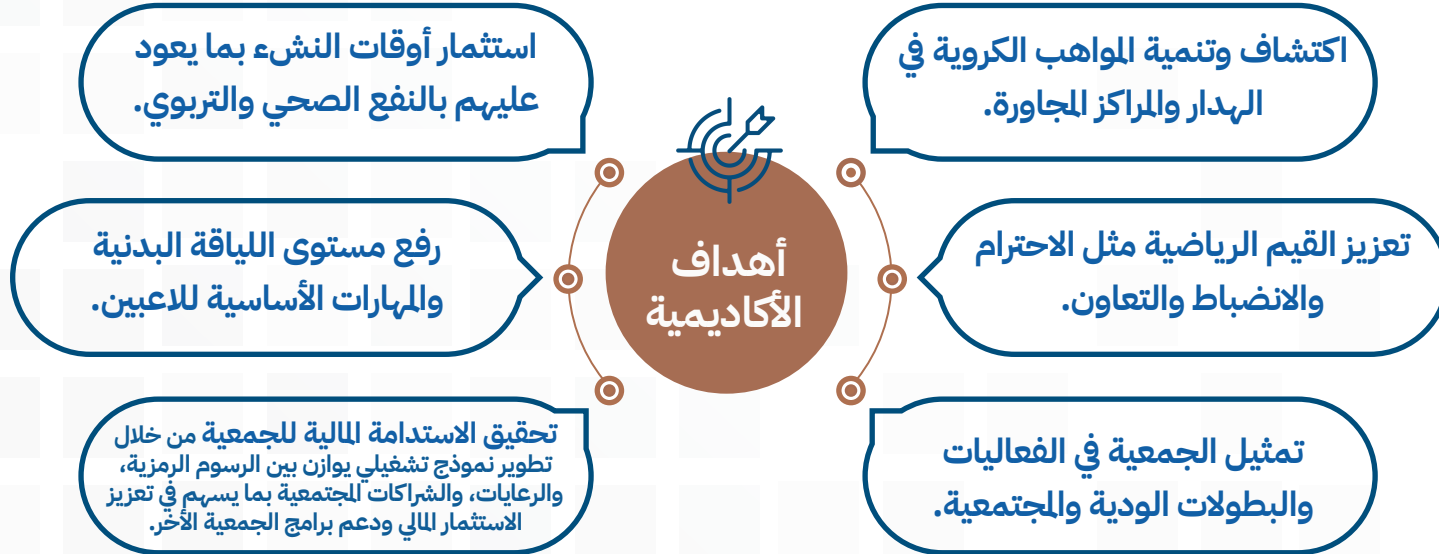 أهداف
الأكاديمية
اكتشاف وتنمية المواهب الكروية في
الهدار والمراكز المجاورة.
استثمار أوقات النشء بما يعود
عليهم بالنفع الصحي والتربوي.
تعزيز القيم الرياضية مثل الاحترام
والانضباط والتعاون.
رفع مستوى اللياقة البدنية
والمهارات الأساسية للاعبين.
تمثيل الجمعية في الفعاليات
والبطولات الودية والمجتمعية.
تحقيق الاستدامة المالية للجمعية من خلال
تطوير نموذج تشغيلي يوازن بين الرسوم الرمزية،
والرعايات، والشراكات المجتمعية بما يسهم في تعزيز
الاستثمار المالي ودعم برامج الجمعية الأخر.